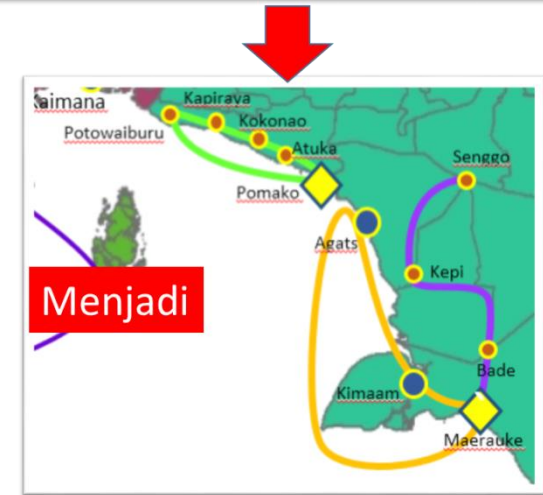 Kaimana
Kapiraya
Kokonao
Potowaiburu
Atuka
Senggo
Pomako
Agats
Kepi
Menjadi
Bade
Kimaam
Maerauke